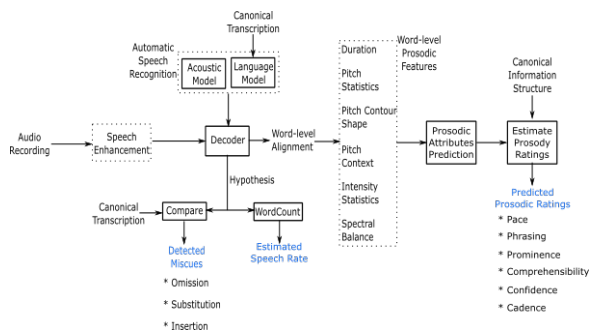 Canonical
Transcription
Automatic
Speech
Recognition
Acoustic
Model
Language
Model
Audio
Recording
Speech
Enhancement
Decoder
Word-level
Alignment
Hypothesis
Canonical
Transcription
Compare
WordCount
Detected
Miscues
* Omission
* Substitution
* Insertion
Estimated
Speech Rate
Word-level
Prosodic
Features
Duration
Pitch
Statistics
Pitch Contour
Shape
Pitch
Context
Intensity
Statistics
Spectral
Balance
Prosodic
Attributes
Prediction
Canonical
Information
Structure
Estimate
Prosody
Ratings
Predicted
Prosodic Ratings
* Pace
* Phrasing
* Prominence
* Comprehensibility
* Confidence
* Cadence